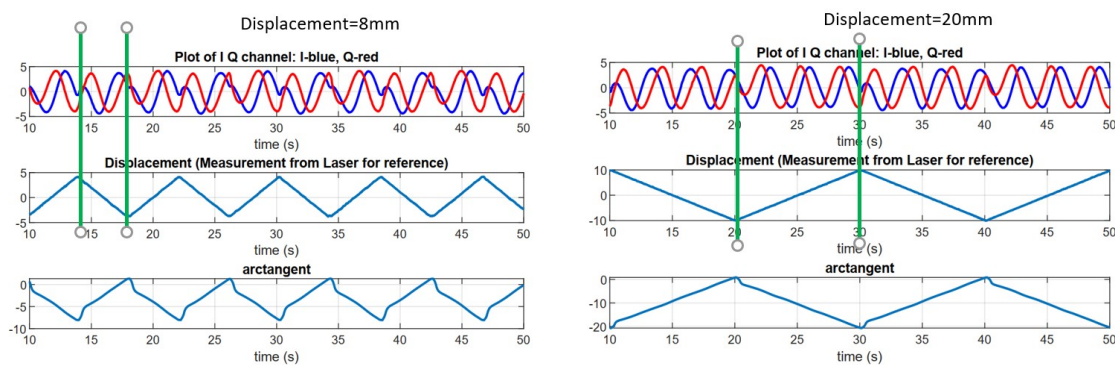 Displacement=8mm
Plot of I Q channel: I-blue, Q-red
5
0
-5
10 15 20 25 30 35 40 45 50
time (s)
Displacement (Measurement from Laser for reference)
5
0
-5
10 15 20 25 30 35 40 45 50
time (s)
arctangent
0
-5
-10
10 15 20 25 30 35 40 45 50
time (s)
Displacement=20mm
Plot of I Q channel: I-blue, Q-red
5
0
-5
10 15 20 25 30 35 40 45 50
time (s)
Displacement (Measurement from Laser for reference)
10
0
-10
10 15 20 25 30 35 40 45 50
time (s)
arctangent
0
-10
-20
10 15 20 25 30 35 40 45 50
time (s)